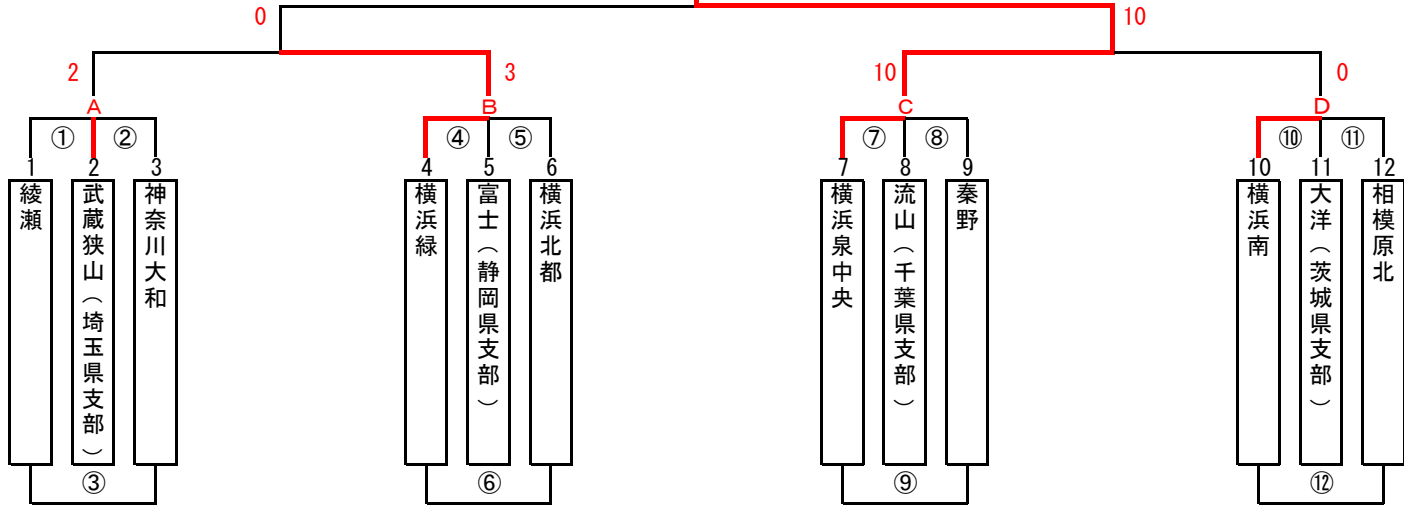 0
10
2
3
10
0
A
B
C
D
①
②
④
⑤
⑦
⑧
⑩
⑪
1
2
3
4
5
6
7
8
9
10
11
12
綾瀬
武蔵狭山（埼玉県支部）
神奈川大和
横浜緑
富士（静岡県支部）
横浜北都
横浜泉中央
流山（千葉県支部）
秦野
横浜南
大洋（茨城県支部）
相模原北
③
⑥
⑨
⑫